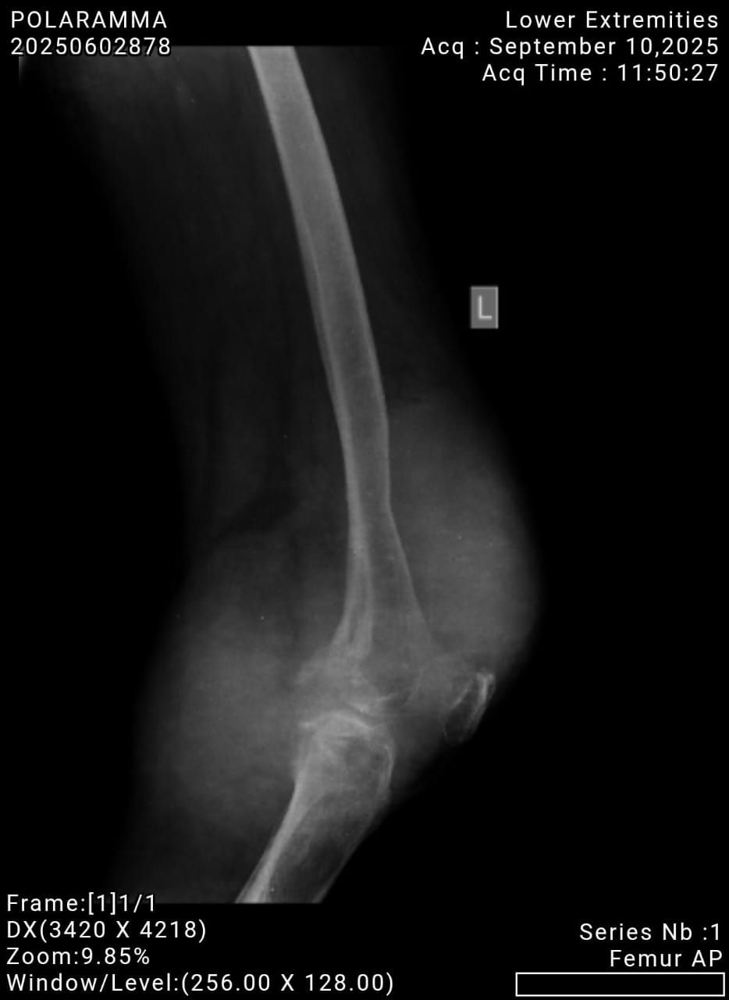 POLARAMMA
20250602878
Lower Extremities
Acq : September 10,2025
Acq Time : 11:50:27
L
Frame:[1]1/1
DX(3420 X 4218)
Zoom:9.85%
Window/Level:(256.00 X 128.00)
Series Nb :1
Femur AP